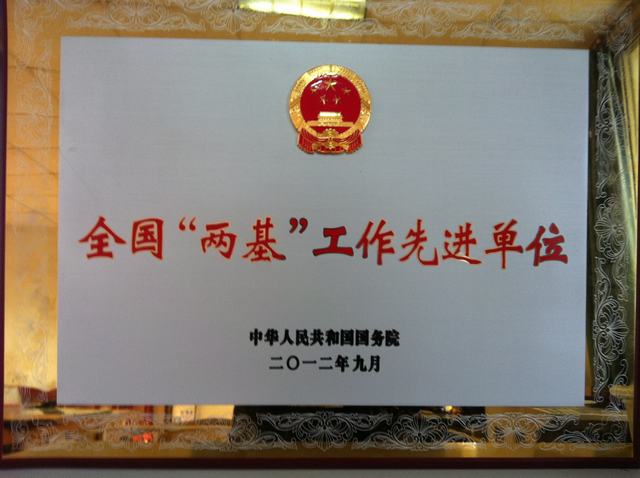 全国“两基”工作先进单位
中华人民共和国国务院
二〇一二年九月